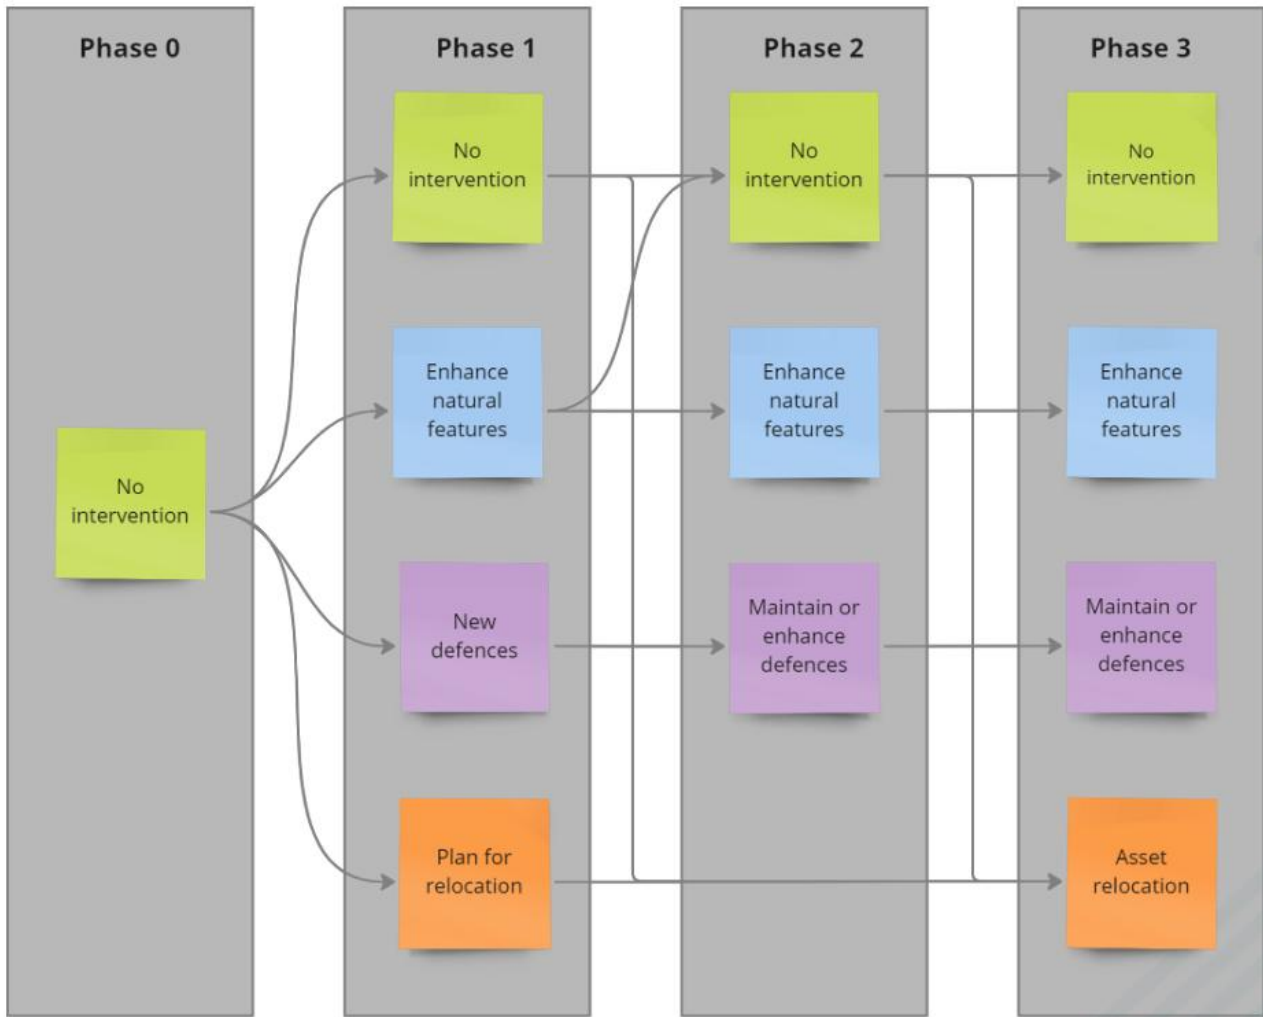 Phase 0
Phase 1
Phase 2
Phase 3
No
intervention
No
intervention
No
intervention
No
intervention
Enhance
natural
features
Enhance
natural
features
Enhance
natural
features
New
defences
Maintain or
enhance
defences
Maintain or
enhance
defences
Plan for
relocation
Asset
relocation